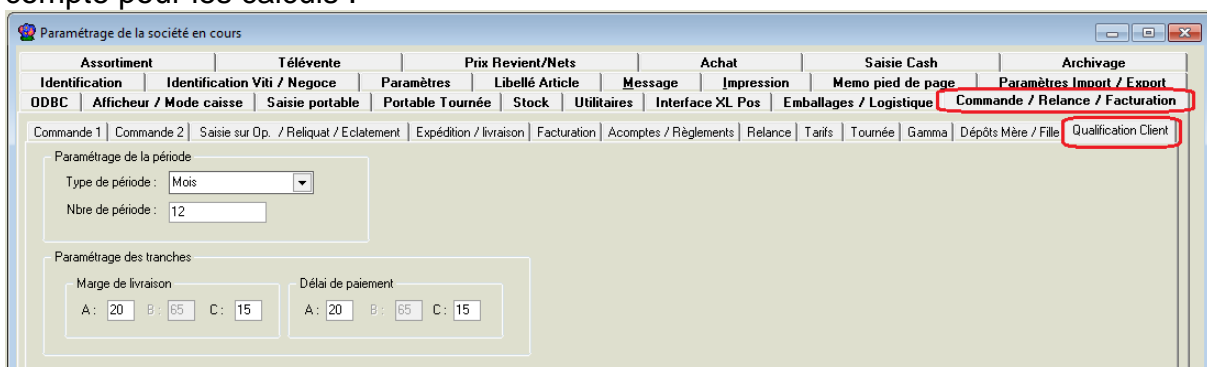 compte pour les calculs :
Paramétrage de la société en cours
Assortiment Télévente Prix Revient/Nets Achat Saisie Cash Archivage
Identification Identification Viti / Negoce Paramètres Libellé Article Message Impression Memo pied de page Paramètres Import / Export
ODBC Afficheur / Mode caisse Saisie portable Portable Tournée Stock Utilitaires Interface XL Pos Emballages / Logistique Commande / Relance / Facturation
Commande 1 Commande 2 Saisie sur Op. / Reliquat / Eclatement Expédition / livraison Facturation Acomptes / Règlements Relance Tarifs Tournée Gamma Dépôts Mère / Fille Qualification Client
Paramétrage de la période
Type de période : Mois
Nbre de période : 12
Paramétrage des tranches
Marge de livraison Délai de paiement
A : 20 B : 65 C : 15 A : 20 B : 65 C : 15